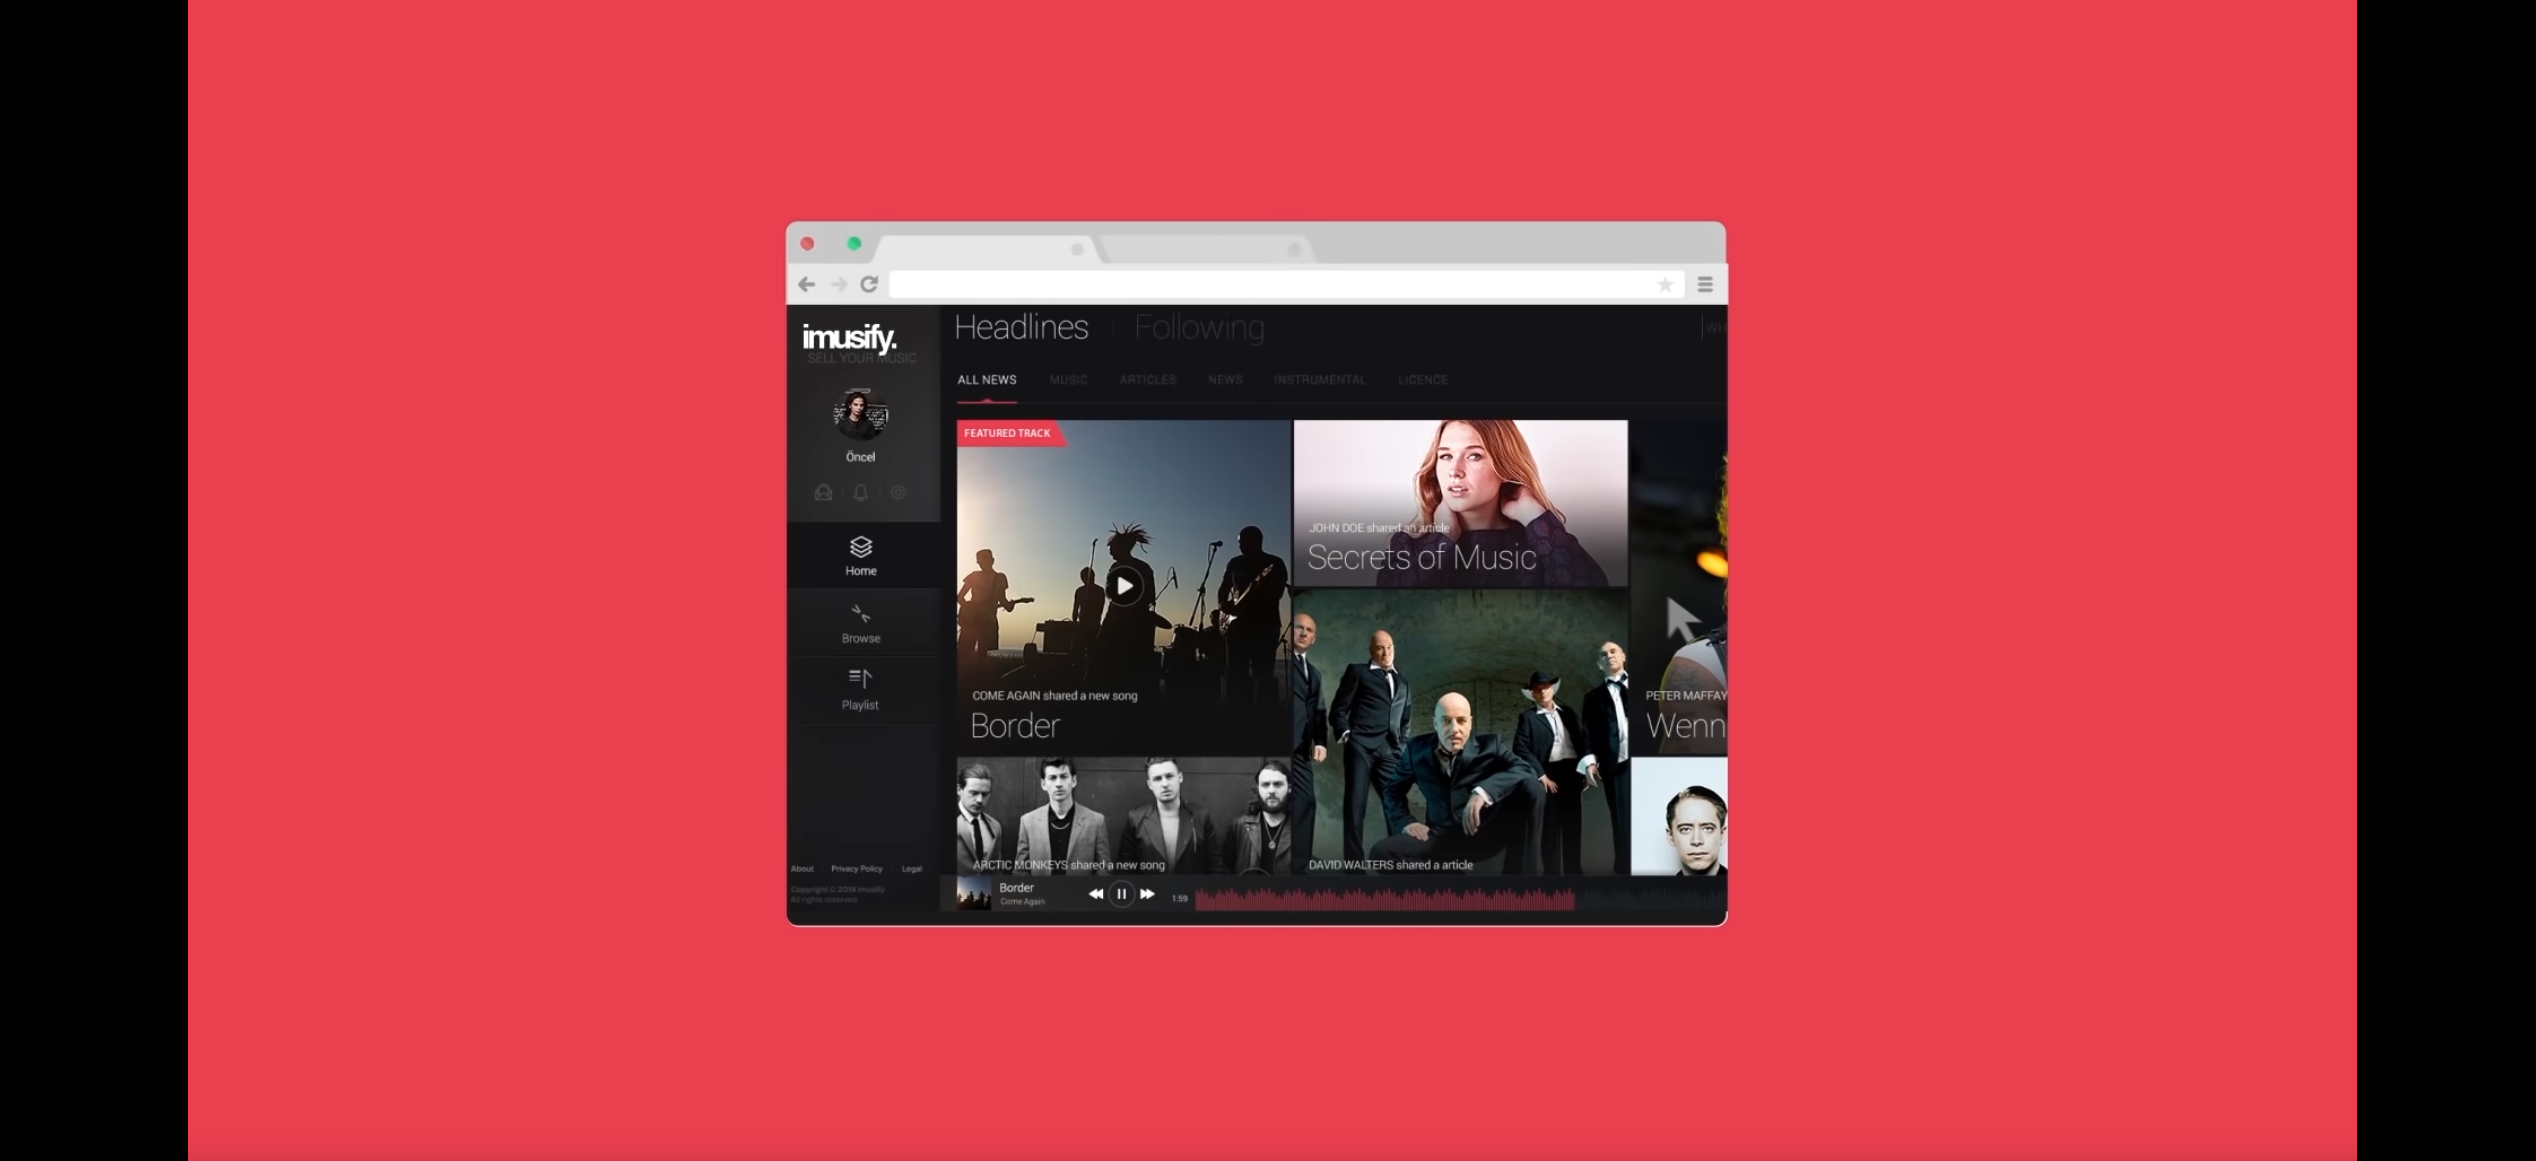 imusify.
SELL YOUR MUSIC
Öncel
Home
Browse
Playlist
About Privacy Policy Legal
Copyright © 2014 imusify
All rights reserved
Headlines Following
ALL NEWS MUSIC ARTICLES NEWS INSTRUMENTAL LICENCE
FEATURED TRACK
COME AGAIN shared a new song
Border
JOHN DOE shared an article
Secrets of Music
PETER MAFFAY
Wenn
ARCTIC MONKEYS shared a new song
DAVID WALTERS shared a article
Border
Come Again
1:59